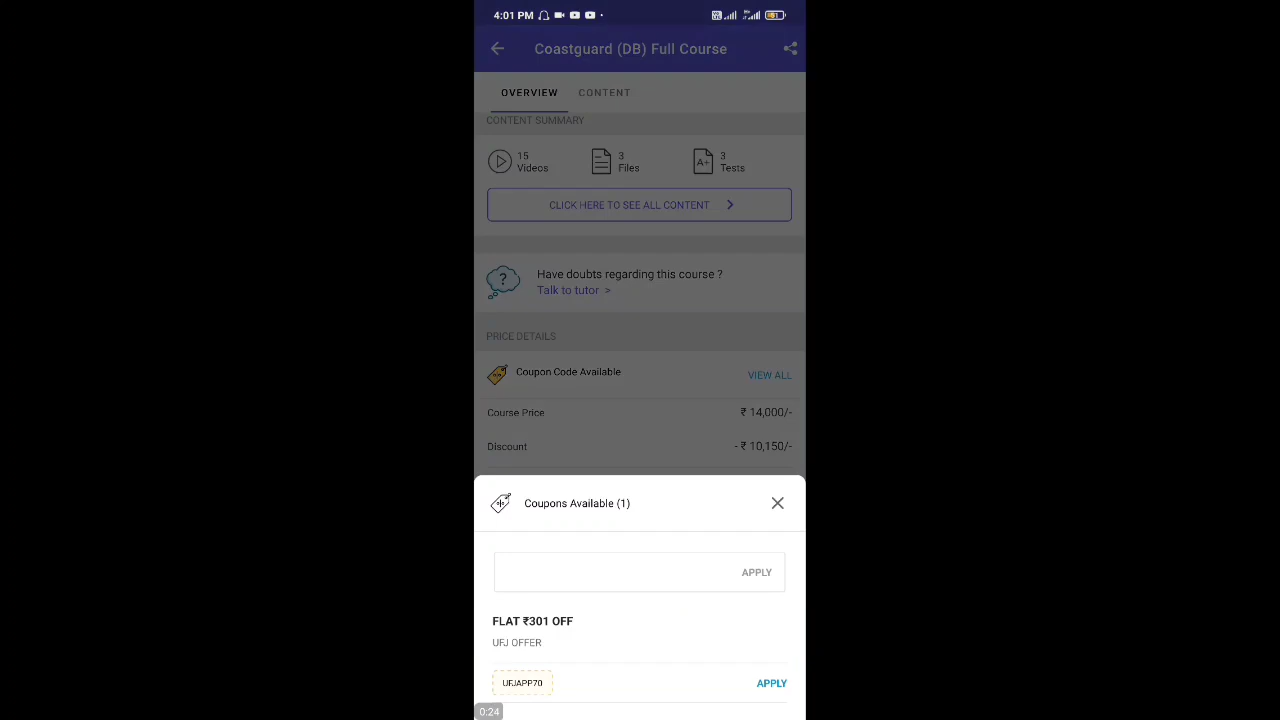 4:01 PM
51
Coastguard (DB) Full Course
OVERVIEW CONTENT
CONTENT SUMMARY
15 Videos
3 Files
A+
3 Tests
CLICK HERE TO SEE ALL CONTENT >
?
Have doubts regarding this course ?
Talk to tutor >
PRICE DETAILS
Coupon Code Available VIEW ALL
Course Price ₹ 14,000/-
Discount - ₹ 10,150/-
Coupons Available (1)
APPLY
FLAT ₹301 OFF
UFJ OFFER
UFJAPP70 APPLY
0:24